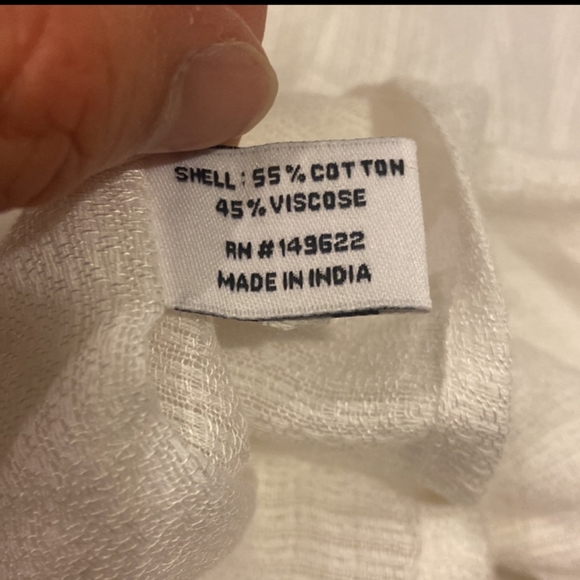 SHELL: 55% COTTON
45% VISCOSE
RN #149622
MADE IN INDIA